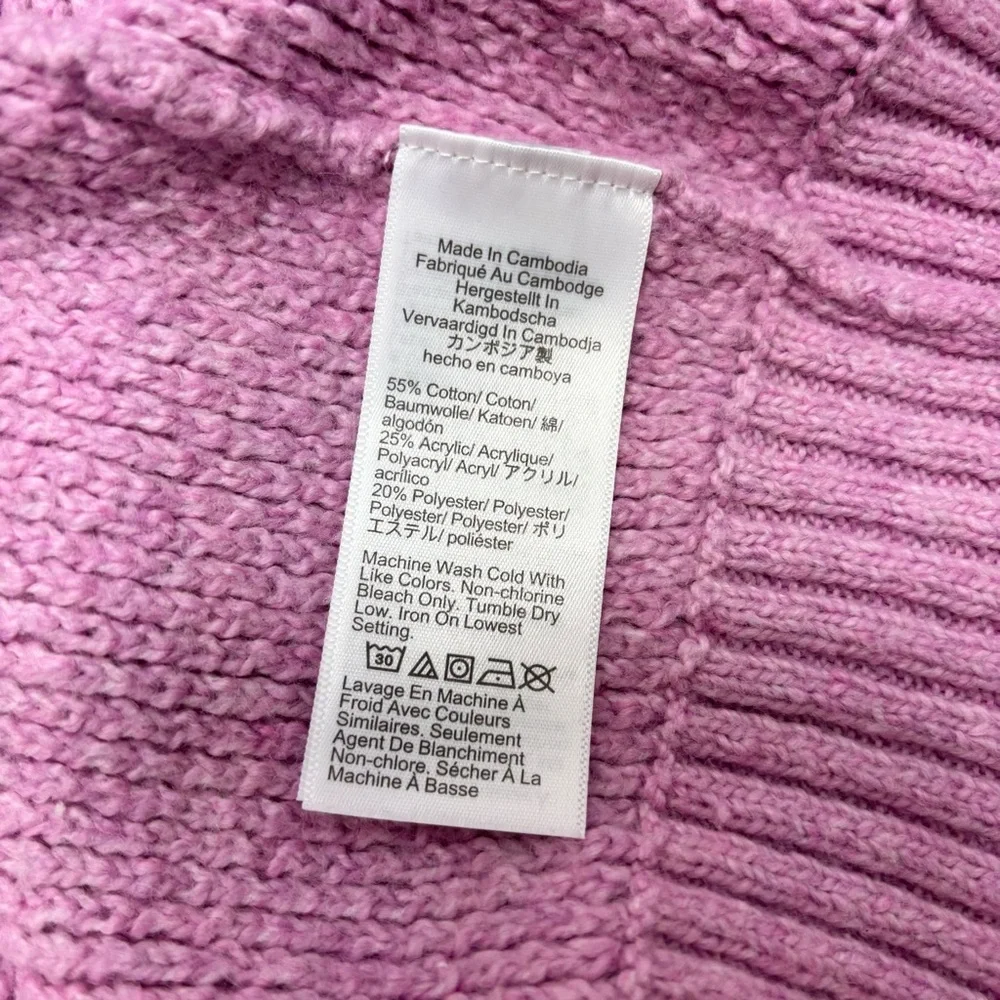 Made In Cambodia
Fabriqué Au Cambodge
Hergestellt In
Kambodscha
Vervaardigd In Cambodja
カンボジア製
hecho en camboya
55% Cotton/ Coton/
Baumwolle/ Katoen/ 綿/
algodón
25% Acrylic/ Acrylique/
Polyacryl/ Acryl/ アクリル/
acrílico
20% Polyester/ Polyester/
Polyester/ Polyester/ ポリ
エステル/ poliéster
Machine Wash Cold With
Like Colors. Non-chlorine
Bleach Only. Tumble Dry
Low. Iron On Lowest
Setting.
30
Lavage En Machine À
Froid Avec Couleurs
Similaires. Seulement
Agent De Blanchiment
Non-chlore. Sécher À La
Machine À Basse